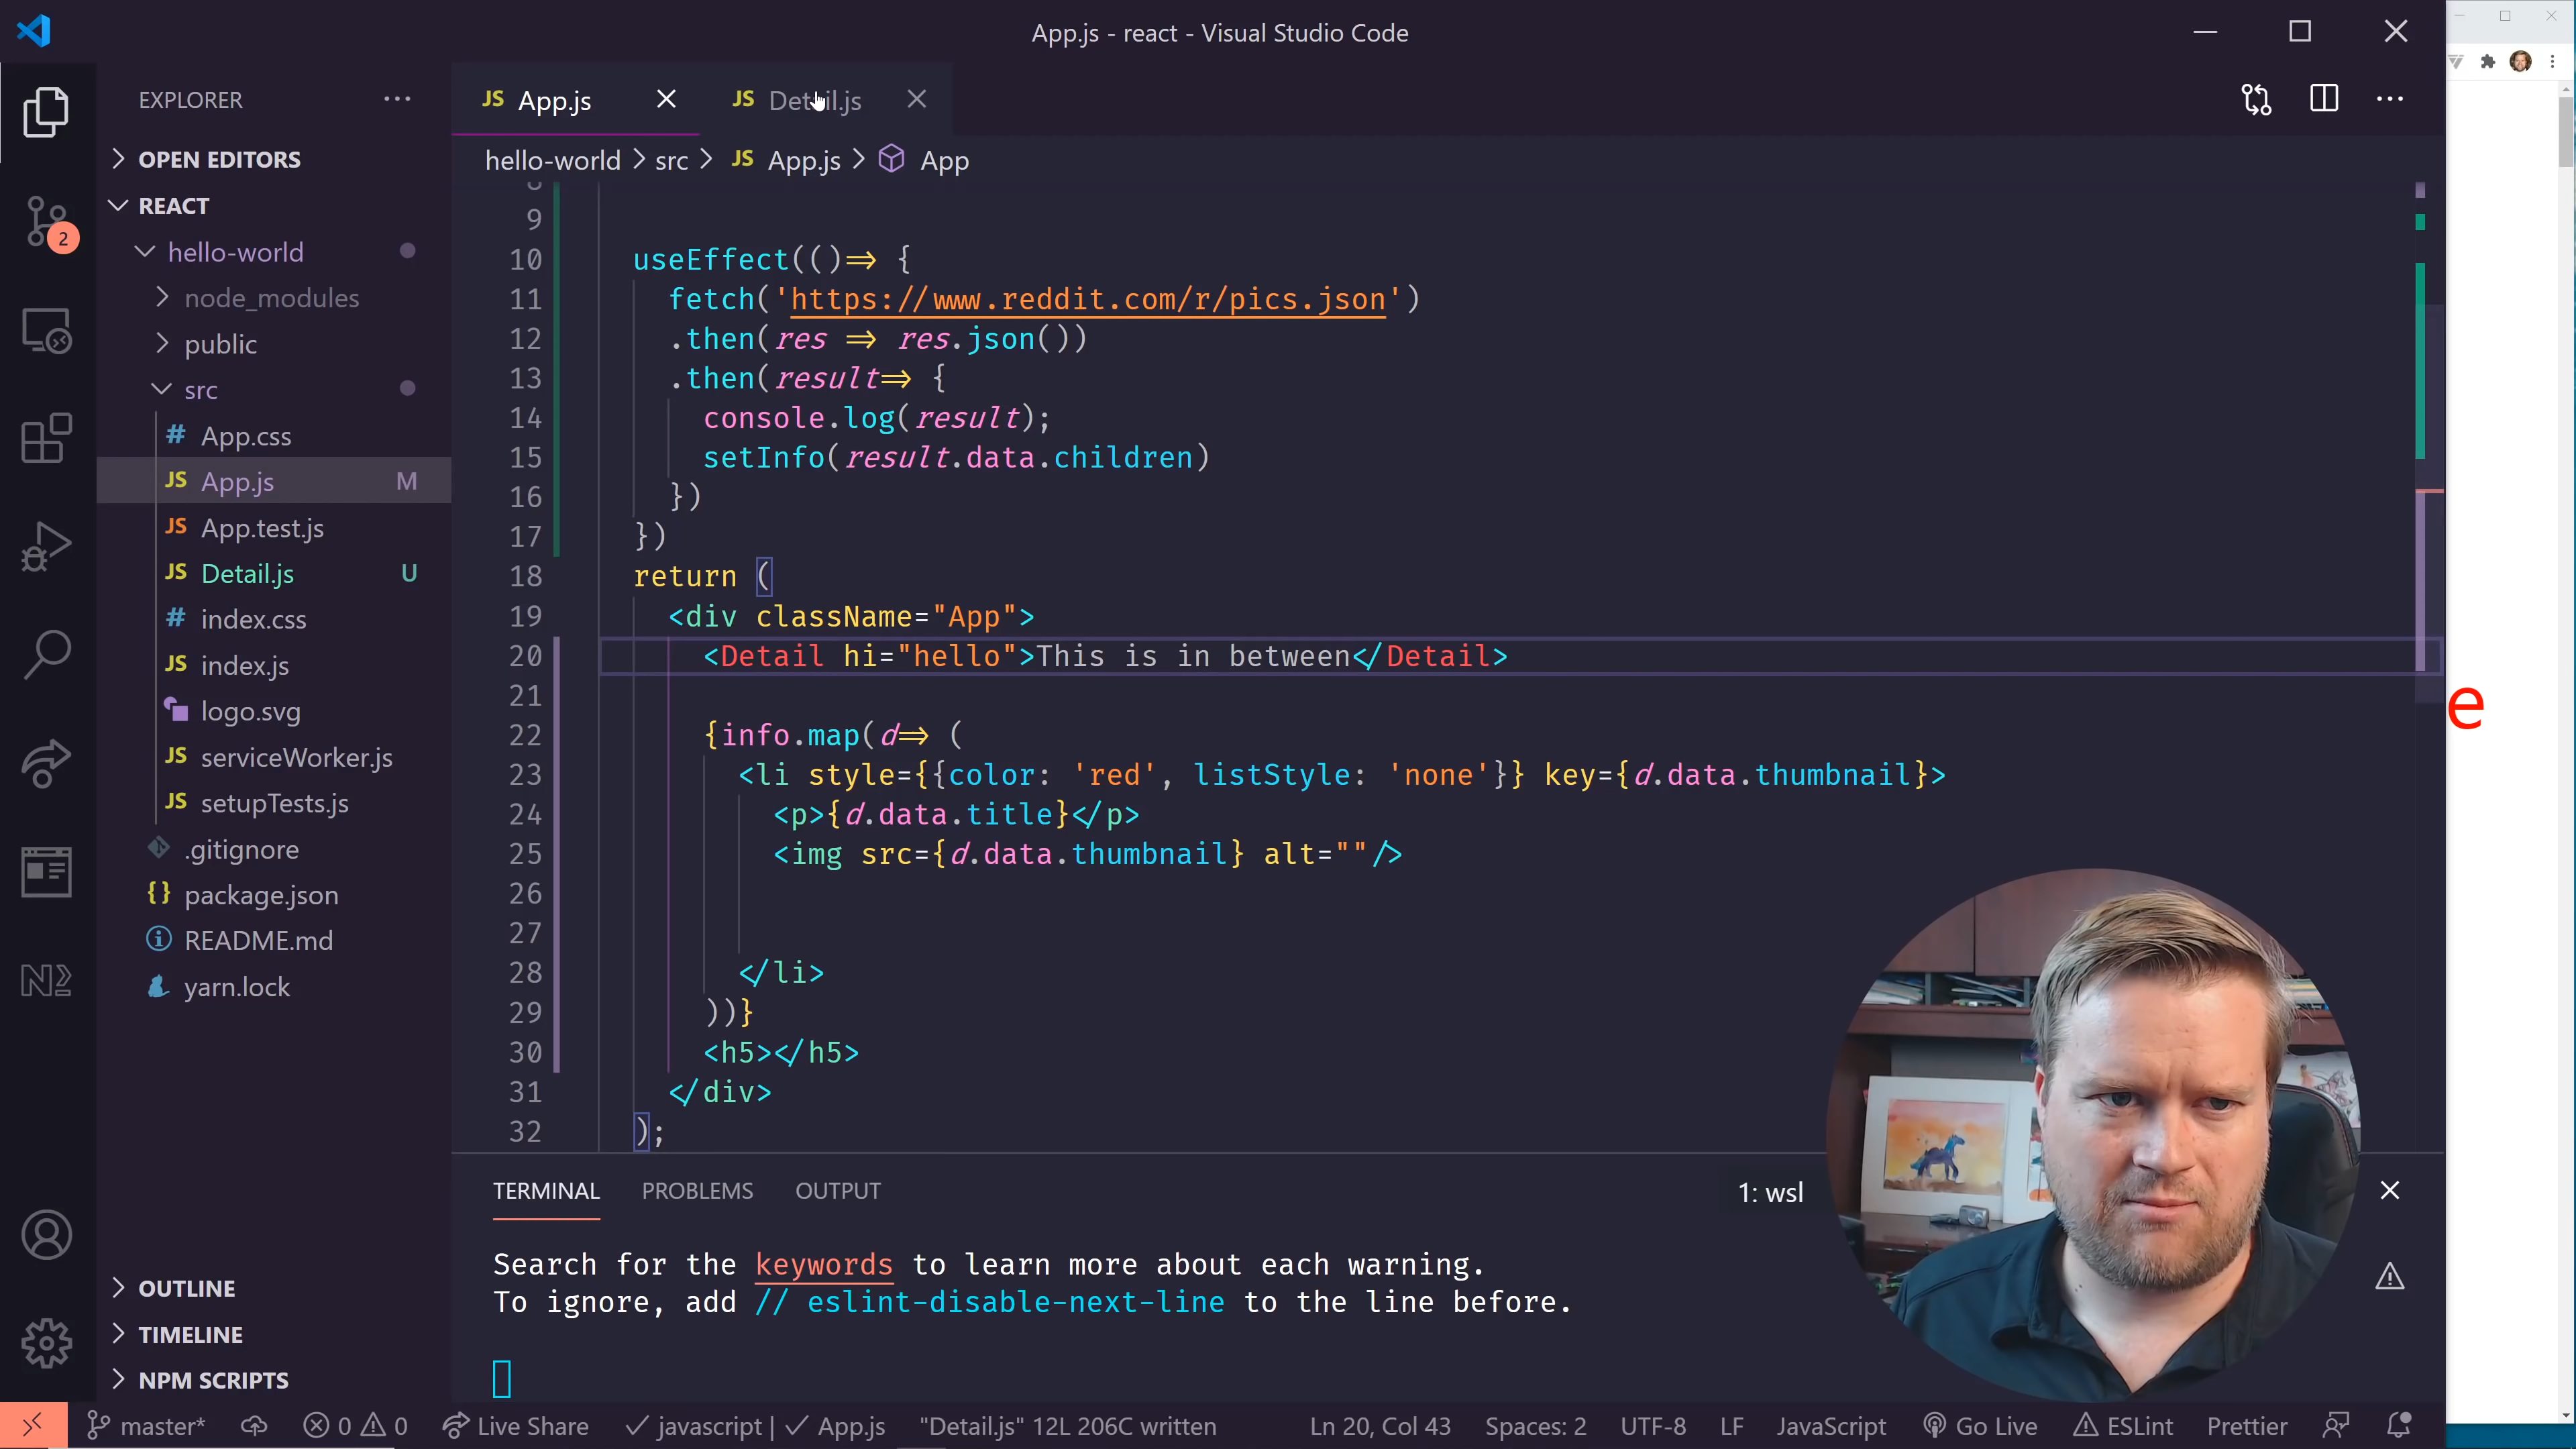 App.js - react - Visual Studio Code
EXPLORER
JS App.js
JS Detail.js
OPEN EDITORS
hello-world > src > JS App.js > App
REACT
2
hello-world
node_modules
public
src
# App.css
JS App.js M
JS App.test.js
JS Detail.js U
# index.css
JS index.js
logo.svg
JS serviceWorker.js
JS setupTests.js
.gitignore
{} package.json
README.md
yarn.lock
OUTLINE
TIMELINE
NPM SCRIPTS
8
9
10 useEffect(()=> {
11 fetch('https://www.reddit.com/r/pics.json')
12 .then(res => res.json())
13 .then(result=> {
14 console.log(result);
15 setInfo(result.data.children)
16 })
17 })
18 return (
19 <div className="App">
20 <Detail hi="hello">This is in between</Detail>
21
22 {info.map(d=> (
23 <li style={{color: 'red', listStyle: 'none'}} key={d.data.thumbnail}>
24 <p>{d.data.title}</p>
25 <img src={d.data.thumbnail} alt=""/>
26
27
28 </li>
29 ))}
30 <h5></h5>
31 </div>
32 );
e
TERMINAL PROBLEMS OUTPUT
1: wsl
Search for the keywords to learn more about each warning.
To ignore, add // eslint-disable-next-line to the line before.
master* 0 0 Live Share javascript | App.js "Detail.js" 12L 206C written Ln 20, Col 43 Spaces: 2 UTF-8 LF JavaScript Go Live ESLint Prettier